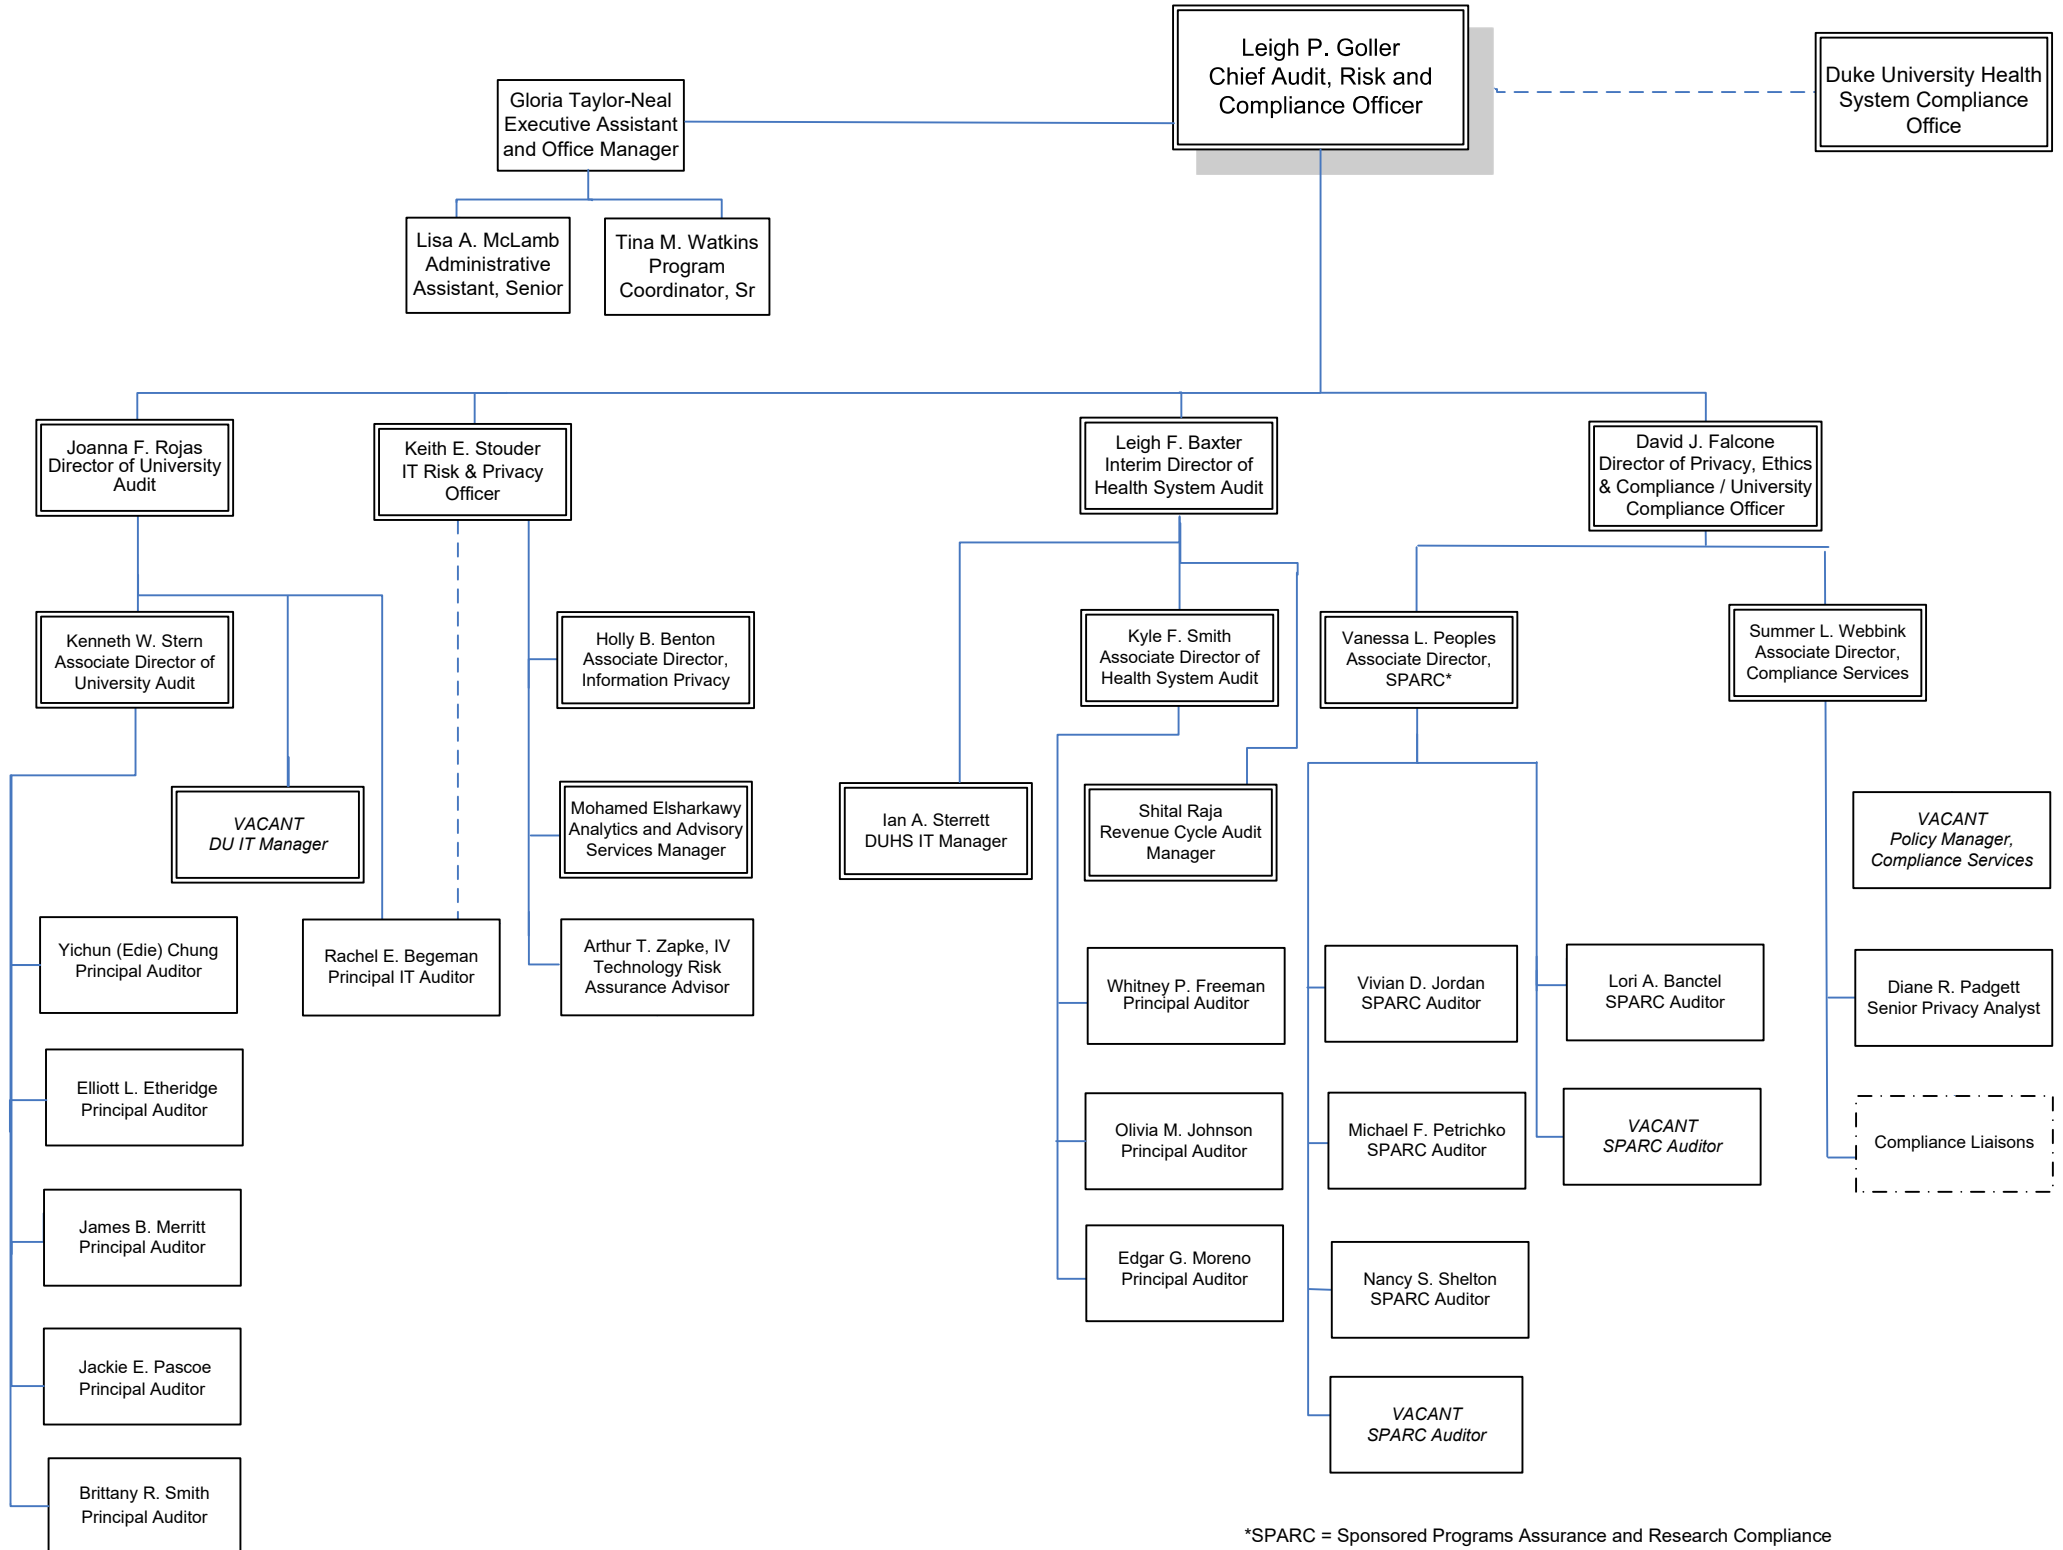 Leigh P. Goller
Chief Audit, Risk and
Compliance Officer
Duke University Health
System Compliance
Office
Gloria Taylor-Neal
Executive Assistant
and Office Manager
Lisa A. McLamb
Administrative
Assistant, Senior
Tina M. Watkins
Program
Coordinator, Sr
Joanna F. Rojas
Director of University
Audit
Keith E. Stouder
IT Risk & Privacy
Officer
Leigh F. Baxter
Interim Director of
Health System Audit
David J. Falcone
Director of Privacy, Ethics
& Compliance / University
Compliance Officer
Kenneth W. Stern
Associate Director of
University Audit
Holly B. Benton
Associate Director,
Information Privacy
Kyle F. Smith
Associate Director of
Health System Audit
Vanessa L. Peoples
Associate Director,
SPARC*
Summer L. Webbink
Associate Director,
Compliance Services
VACANT
DU IT Manager
Mohamed Elsharkawy
Analytics and Advisory
Services Manager
Ian A. Sterrett
DUHS IT Manager
Shital Raja
Revenue Cycle Audit
Manager
VACANT
Policy Manager,
Compliance Services
Yichun (Edie) Chung
Principal Auditor
Rachel E. Begeman
Principal IT Auditor
Arthur T. Zapke, IV
Technology Risk
Assurance Advisor
Whitney P. Freeman
Principal Auditor
Vivian D. Jordan
SPARC Auditor
Lori A. Banctel
SPARC Auditor
Diane R. Padgett
Senior Privacy Analyst
Elliott L. Etheridge
Principal Auditor
Olivia M. Johnson
Principal Auditor
Michael F. Petrichko
SPARC Auditor
VACANT
SPARC Auditor
Compliance Liaisons
James B. Merritt
Principal Auditor
Edgar G. Moreno
Principal Auditor
Nancy S. Shelton
SPARC Auditor
Jackie E. Pascoe
Principal Auditor
VACANT
SPARC Auditor
Brittany R. Smith
Principal Auditor
*SPARC = Sponsored Programs Assurance and Research Compliance